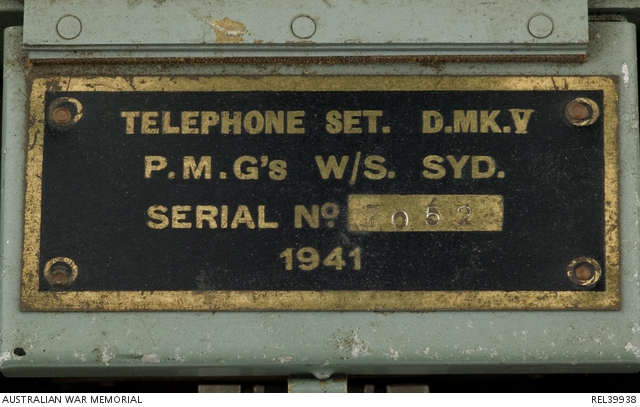 TELEPHONE SET. D.MK.V
P.M.G's W/S. SYD.
SERIAL No 7062
1941
AUSTRALIAN WAR MEMORIAL
REL39938